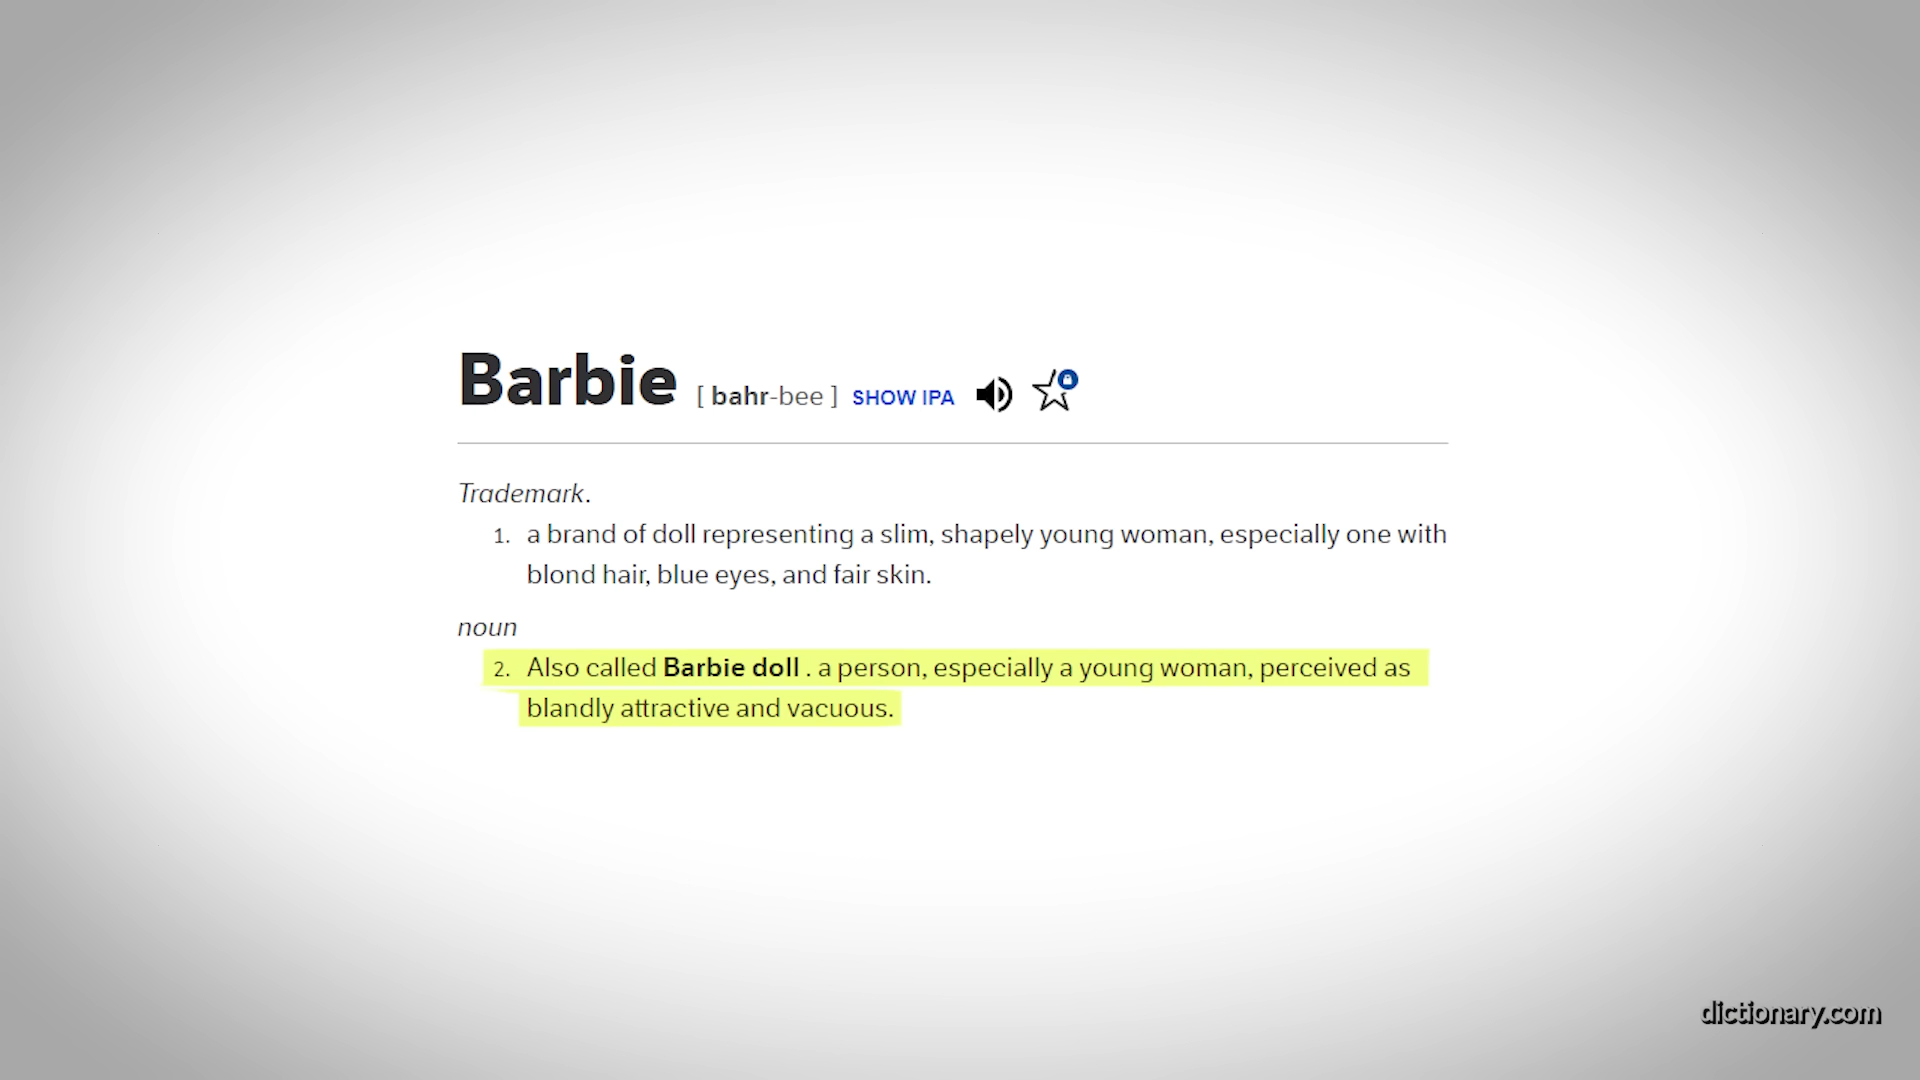 Barbie [ bahr-bee ] SHOW IPA
Trademark.
1. a brand of doll representing a slim, shapely young woman, especially one with
blond hair, blue eyes, and fair skin.
noun
2. Also called Barbie doll . a person, especially a young woman, perceived as
blandly attractive and vacuous.
dictionary.com